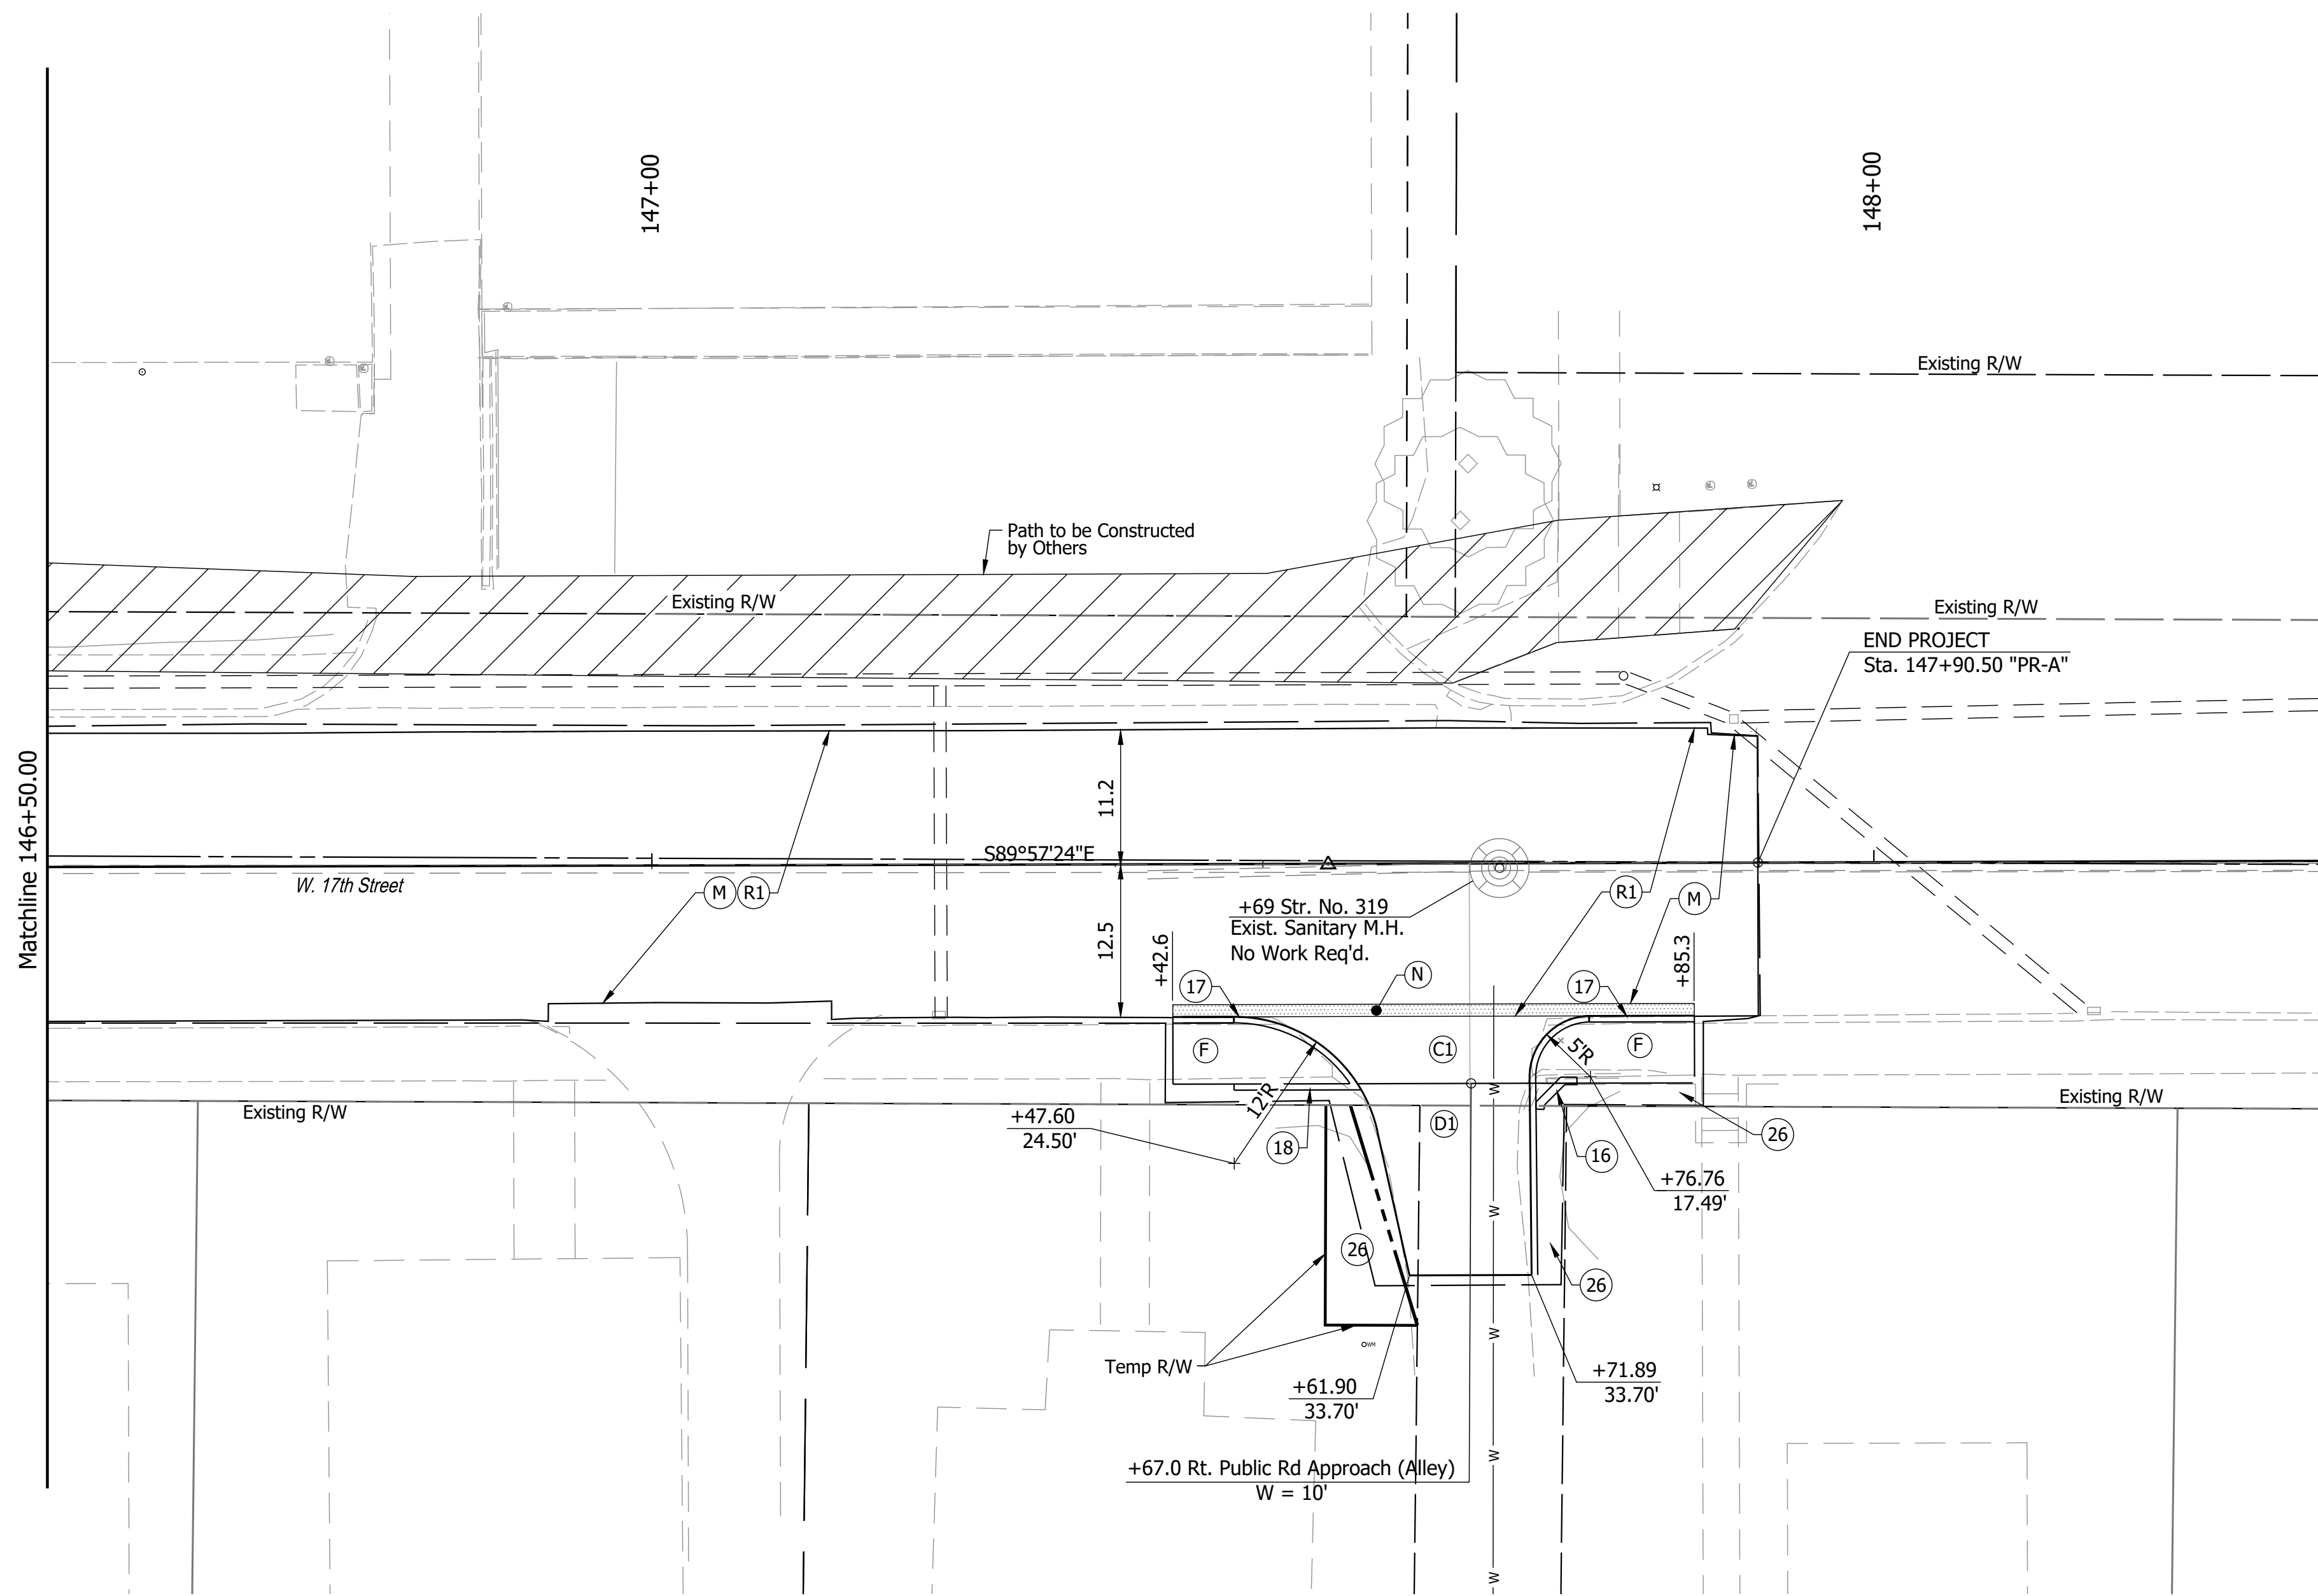 147+00
148+00
Existing R/W
Path to be Constructed
by Others
Existing R/W
Existing R/W
END PROJECT
Sta. 147+90.50 "PR-A"
Matchline 146+50.00
11.2
S89°57'24"E
W. 17th Street
M
R1
R1
M
+69 Str. No. 319
Exist. Sanitary M.H.
No Work Req'd.
12.5
+42.6
+85.3
17
N
17
F
C1
F
5'R
12'R
W
Existing R/W
Existing R/W
+47.60
24.50'
18
D1
16
26
+76.76
17.49'
W
26
26
W
WM
Temp R/W
+61.90
33.70'
+71.89
33.70'
W
+67.0 Rt. Public Rd Approach (Alley)
W = 10'
W